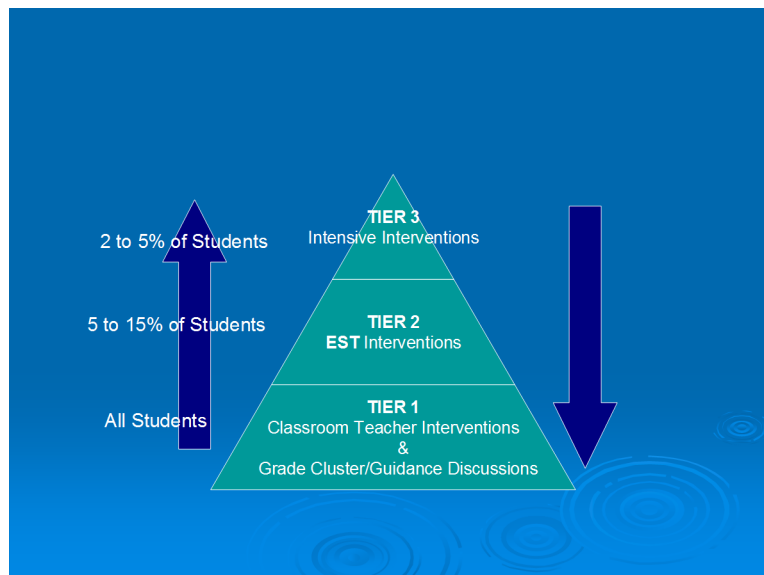 TIER 3
2 to 5% of Students
Intensive Interventions
5 to 15% of Students
TIER 2
EST Interventions
All Students
TIER 1
Classroom Teacher Interventions
&
Grade Cluster/Guidance Discussions